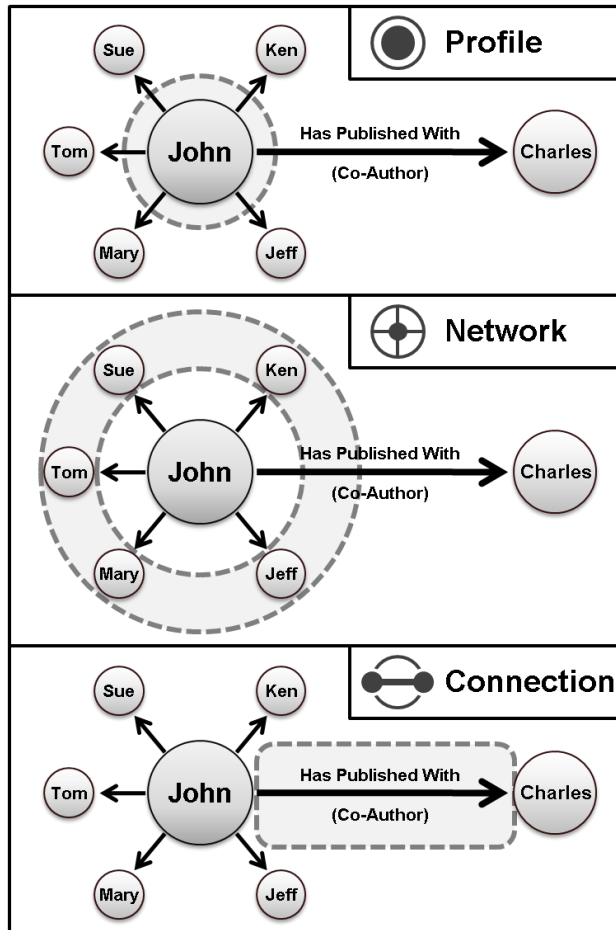 Profile
Sue
Ken
Tom
John
Has Published With
(Co-Author)
Charles
Mary
Jeff
Network
Sue
Ken
Tom
John
Has Published With
(Co-Author)
Charles
Mary
Jeff
Connection
Sue
Ken
Tom
John
Has Published With
(Co-Author)
Charles
Mary
Jeff